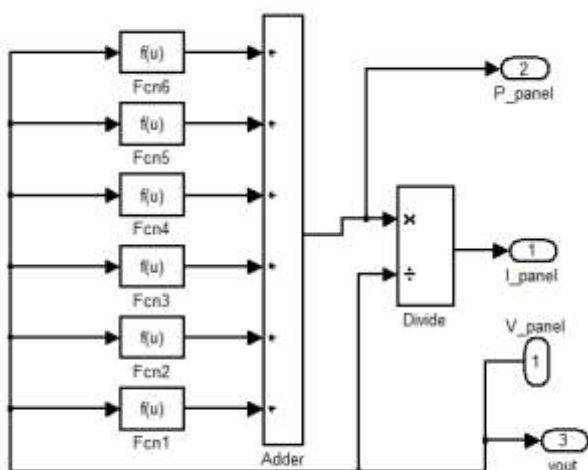 f(u)
Fcn6
f(u)
Fcn5
f(u)
Fcn4
f(u)
Fcn3
f(u)
Fcn2
f(u)
Fcn1
Adder
×
÷
Divide
2
P_panel
1
I_panel
V_panel
1
3
vout